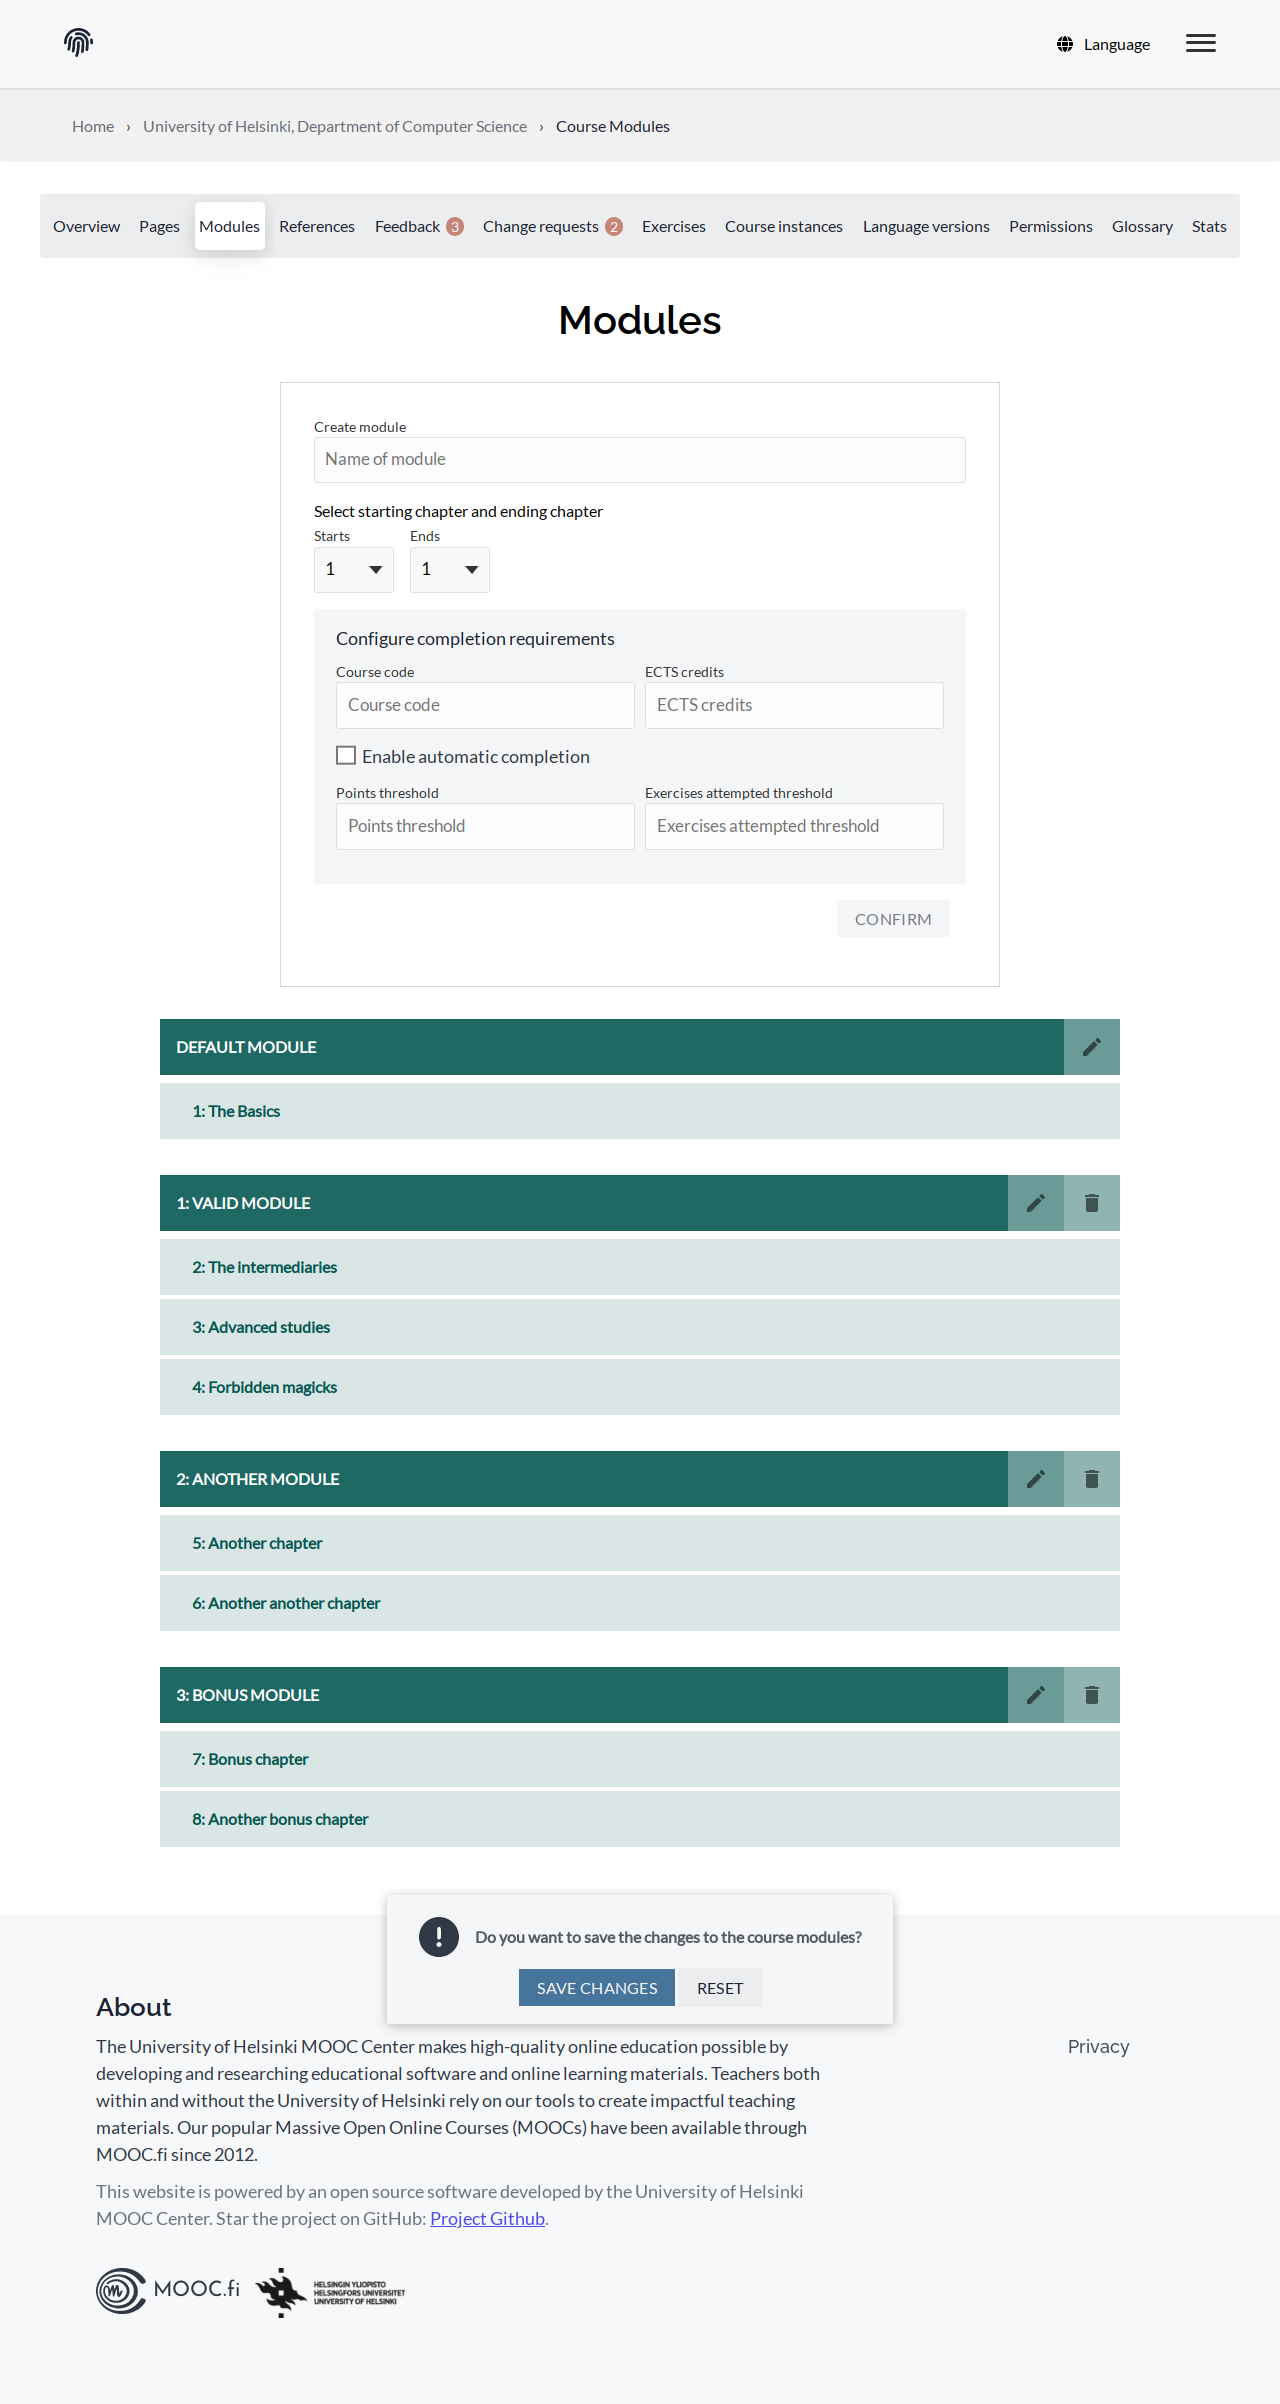 Language
Home › University of Helsinki, Department of Computer Science › Course Modules
Overview Pages Modules References Feedback 3 Change requests 2 Exercises Course instances Language versions Permissions Glossary Stats
Modules
Create module
Name of module
Select starting chapter and ending chapter
Starts Ends
1 1
Configure completion requirements
Course code ECTS credits
Course code ECTS credits
Enable automatic completion
Points threshold Exercises attempted threshold
Points threshold Exercises attempted threshold
CONFIRM
DEFAULT MODULE
1: The Basics
1: VALID MODULE
2: The intermediaries
3: Advanced studies
4: Forbidden magicks
2: ANOTHER MODULE
5: Another chapter
6: Another another chapter
3: BONUS MODULE
7: Bonus chapter
8: Another bonus chapter
Do you want to save the changes to the course modules?
SAVE CHANGES RESET
About
The University of Helsinki MOOC Center makes high-quality online education possible by
developing and researching educational software and online learning materials. Teachers both
within and without the University of Helsinki rely on our tools to create impactful teaching
materials. Our popular Massive Open Online Courses (MOOCs) have been available through
MOOC.fi since 2012.
Privacy
This website is powered by an open source software developed by the University of Helsinki
MOOC Center. Star the project on GitHub: Project Github.
MOOC.fi
HELSINGIN YLIOPISTO
HELSINGFORS UNIVERSITET
UNIVERSITY OF HELSINKI